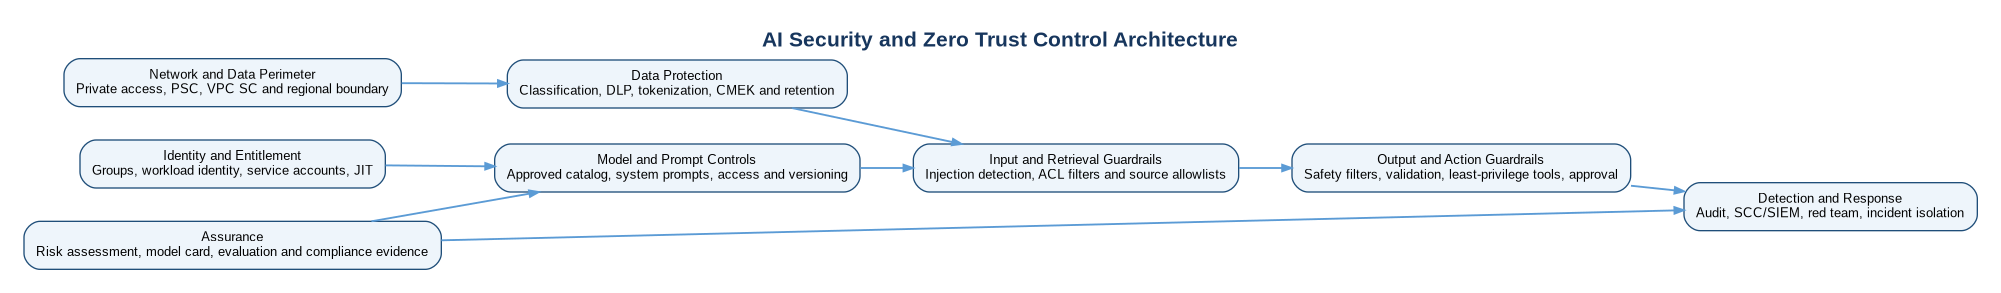 AI Security and Zero Trust Control Architecture
Network and Data Perimeter
Private access, PSC, VPC SC and regional boundary
Data Protection
Classification, DLP, tokenization, CMEK and retention
Identity and Entitlement
Groups, workload identity, service accounts, JIT
Model and Prompt Controls
Approved catalog, system prompts, access and versioning
Input and Retrieval Guardrails
Injection detection, ACL filters and source allowlists
Output and Action Guardrails
Safety filters, validation, least-privilege tools, approval
Detection and Response
Audit, SCC/SIEM, red team, incident isolation
Assurance
Risk assessment, model card, evaluation and compliance evidence